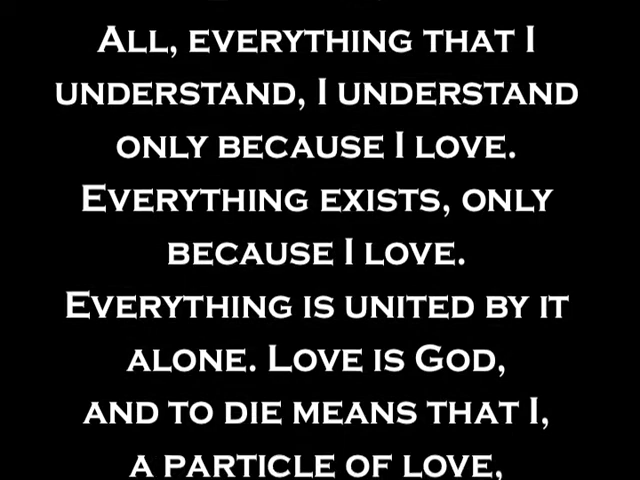 All, everything that I
understand, I understand
only because I love.
Everything exists, only
because I love.
Everything is united by it
alone. Love is God,
and to die means that I,
a particle of love,